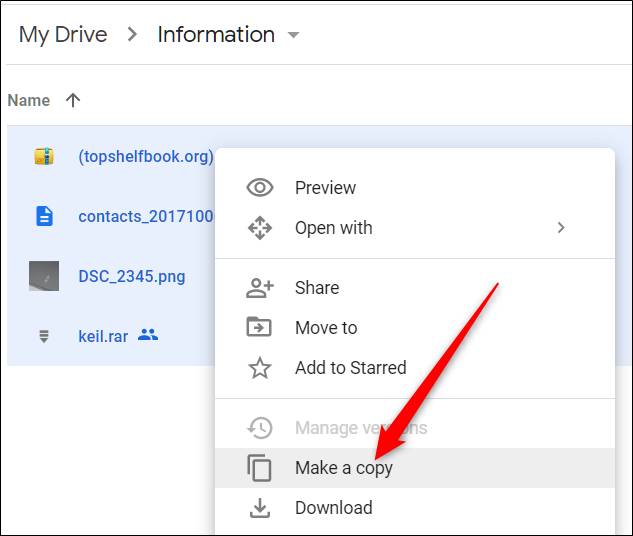 My Drive > Information
Name
(topshelfbook.org)
contacts_2017100
DSC_2345.png
keil.rar
Preview
Open with
Share
Move to
Add to Starred
Manage versions
Make a copy
Download